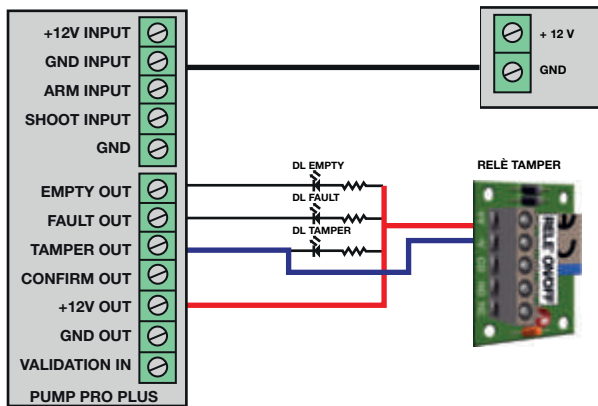 +12V INPUT
GND INPUT
ARM INPUT
SHOOT INPUT
GND
EMPTY OUT
FAULT OUT
TAMPER OUT
CONFIRM OUT
+12V OUT
GND OUT
VALIDATION IN
PUMP PRO PLUS
DL EMPTY
DL FAULT
DL TAMPER
+ 12 V
GND
RELÈ TAMPER
RELE ON/OFF